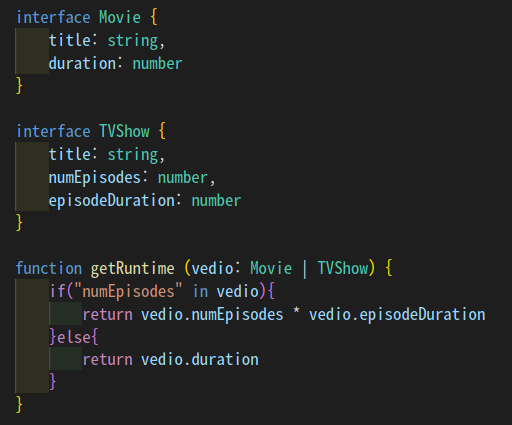 interface Movie {
    title: string,
    duration: number
}

interface TVShow {
    title: string,
    numEpisodes: number,
    episodeDuration: number
}

function getRuntime (vedio: Movie | TVShow) {
    if("numEpisodes" in vedio){
        return vedio.numEpisodes * vedio.episodeDuration
    }else{
        return vedio.duration
    }
}